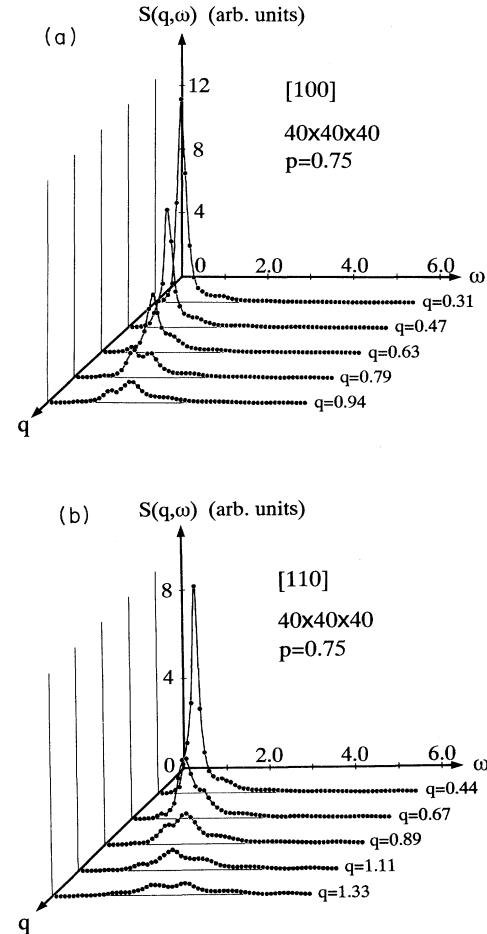 (a)
S(q,ω) (arb. units)
12
8
4
[100]
40x40x40
p=0.75
0 2.0 4.0 6.0 ω
q=0.31
q=0.47
q=0.63
q=0.79
q=0.94
q
(b)
S(q,ω) (arb. units)
8
4
[110]
40x40x40
p=0.75
0 2.0 4.0 6.0 ω
q=0.44
q=0.67
q=0.89
q=1.11
q=1.33
q